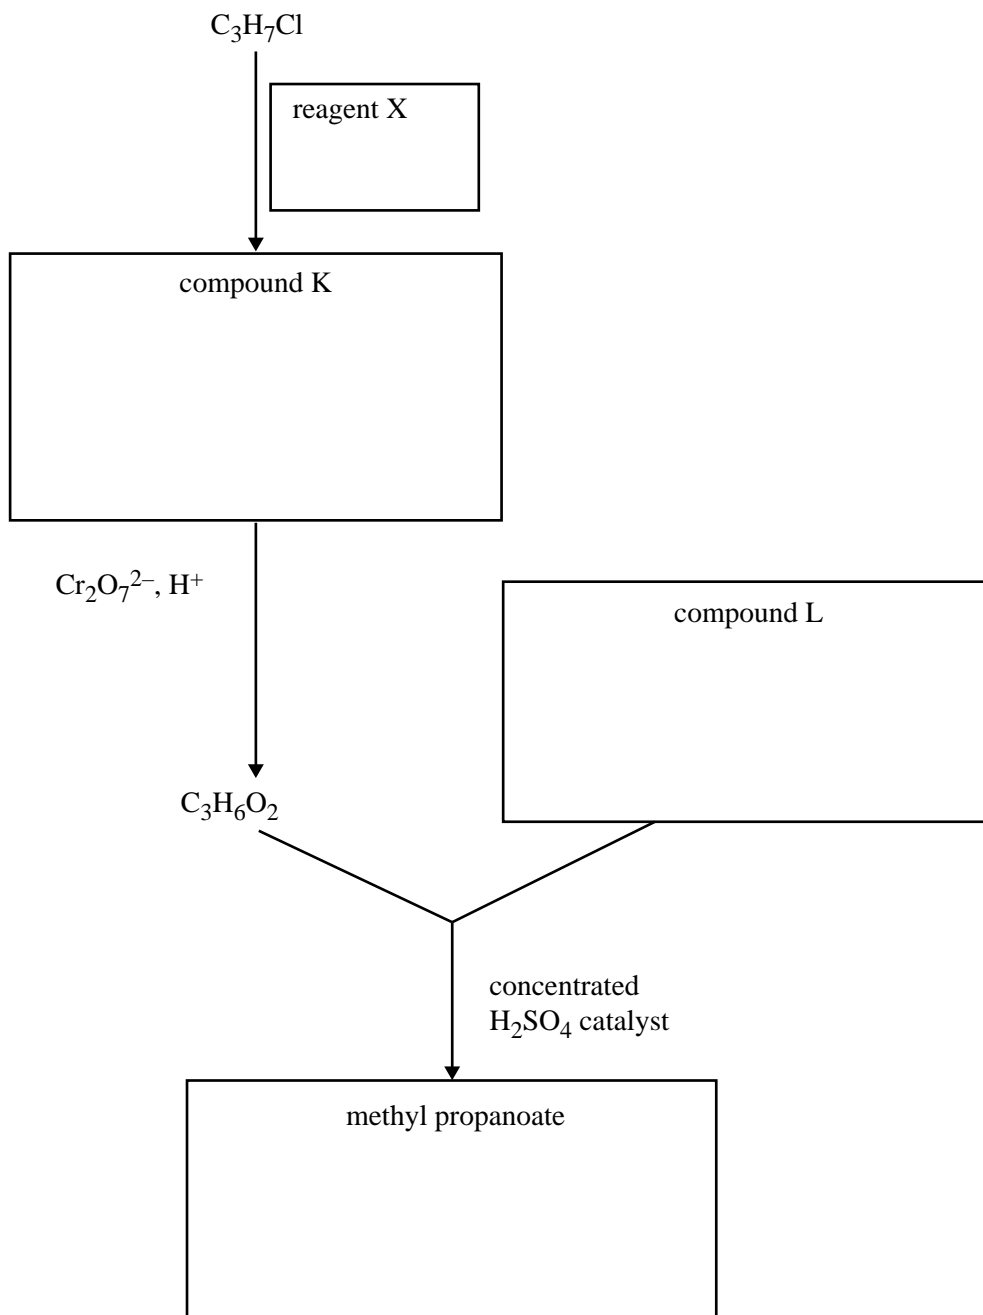 C₃H₇Cl
reagent X
compound K
Cr₂O₇²⁻, H⁺
compound L
C₃H₆O₂
concentrated
H₂SO₄ catalyst
methyl propanoate